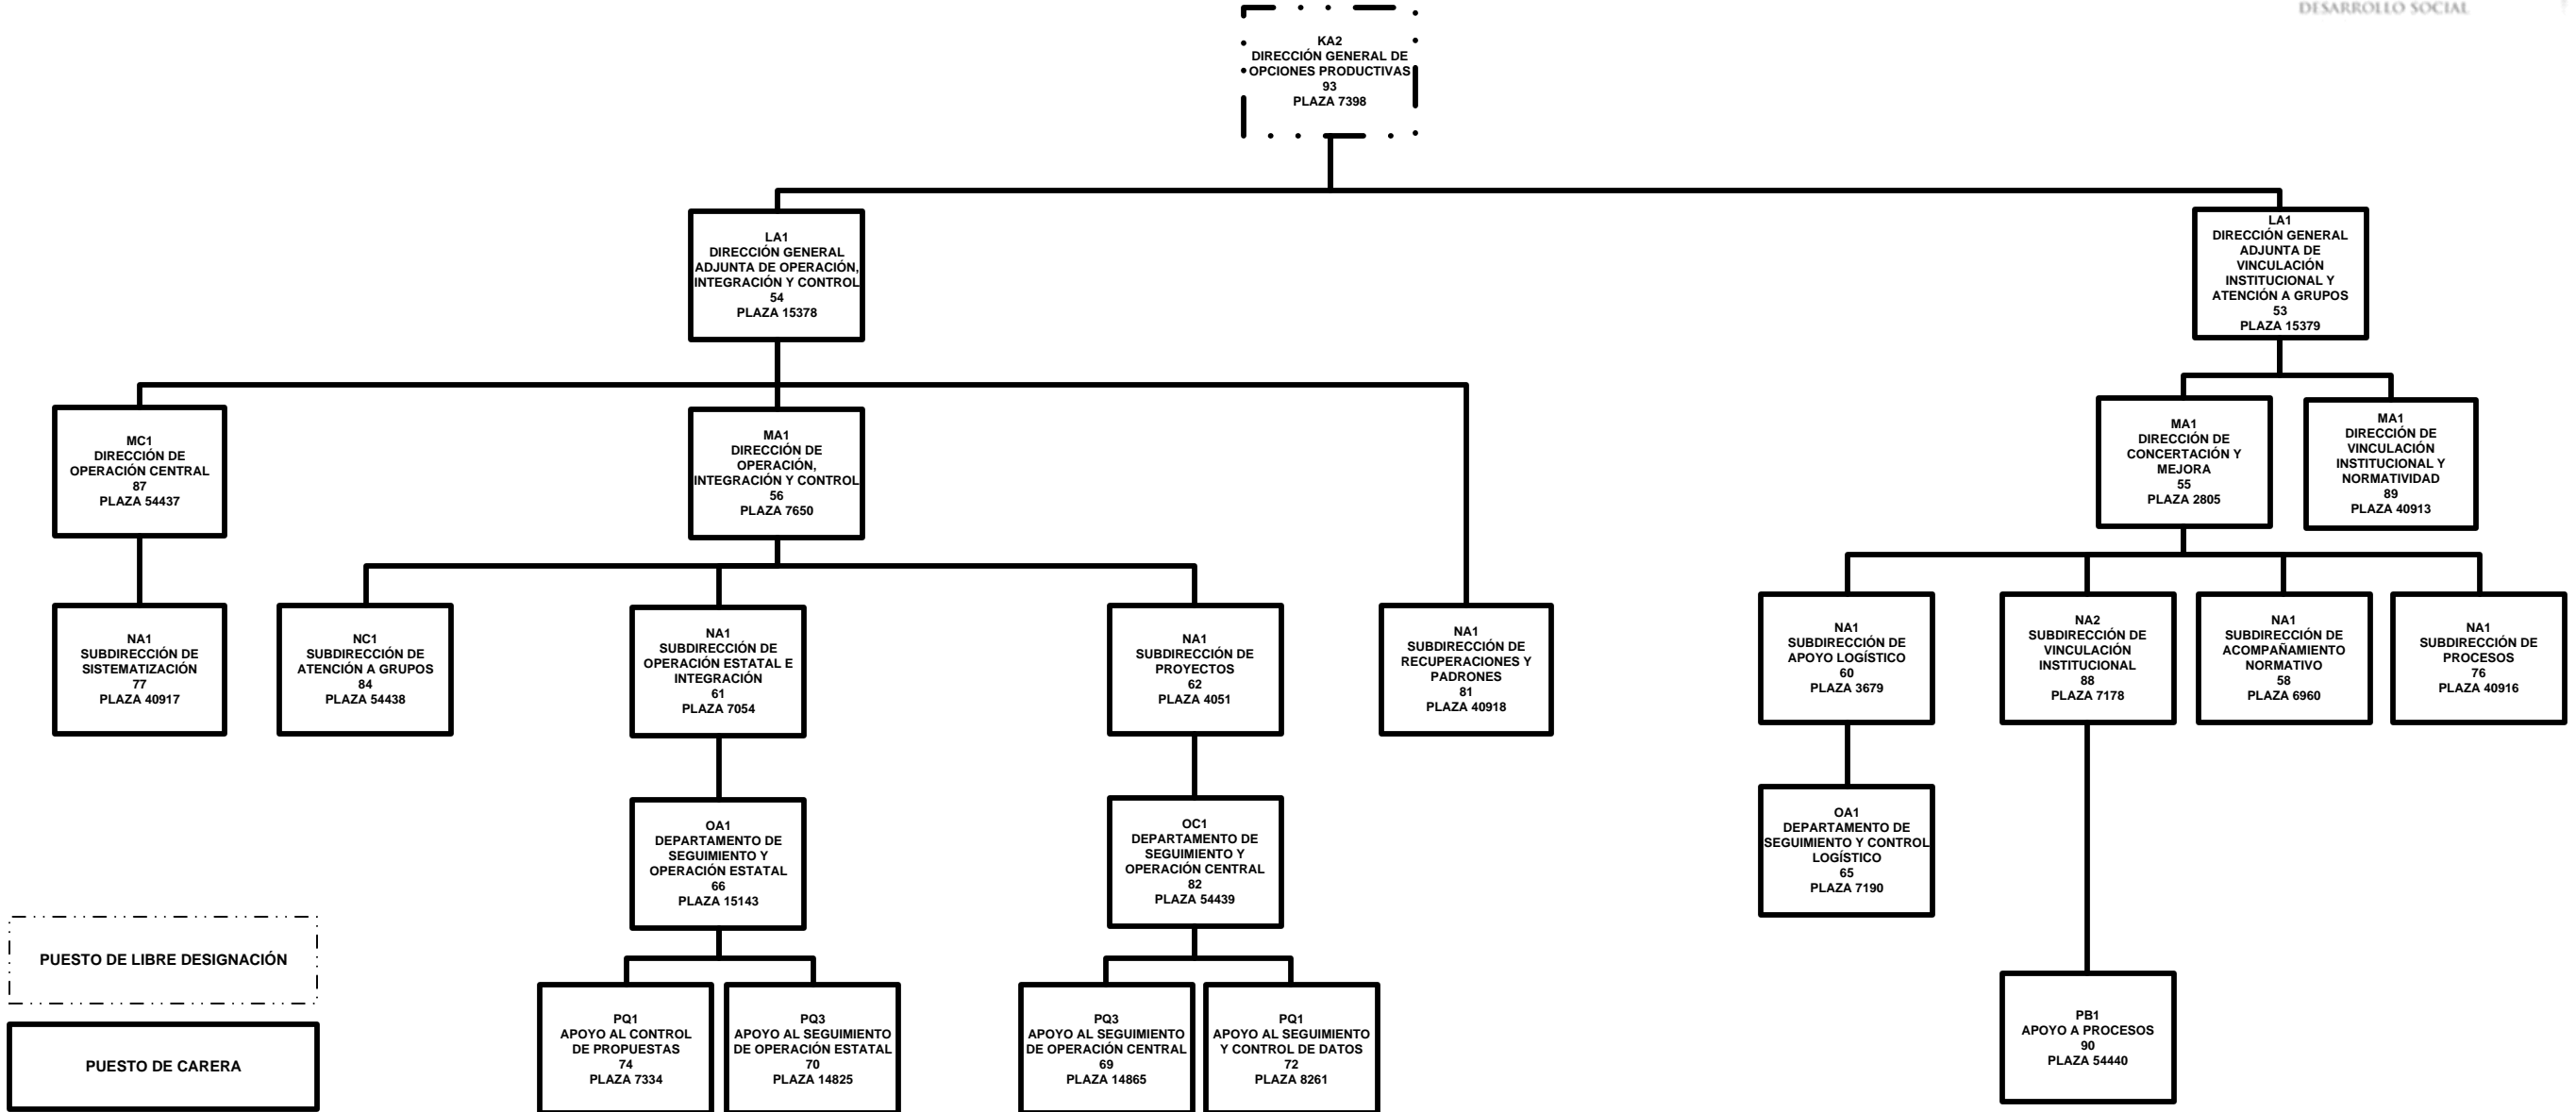 DESARROLLO SOCIAL
KA2
DIRECCIÓN GENERAL DE
OPCIONES PRODUCTIVAS
93
PLAZA 7398
LA1
DIRECCIÓN GENERAL
ADJUNTA DE OPERACIÓN,
INTEGRACIÓN Y CONTROL
54
PLAZA 15378
LA1
DIRECCIÓN GENERAL
ADJUNTA DE
VINCULACIÓN
INSTITUCIONAL Y
ATENCIÓN A GRUPOS
53
PLAZA 15379
MC1
DIRECCIÓN DE
OPERACIÓN CENTRAL
87
PLAZA 54437
MA1
DIRECCIÓN DE
OPERACIÓN,
INTEGRACIÓN Y CONTROL
56
PLAZA 7650
MA1
DIRECCIÓN DE
CONCERTACIÓN Y
MEJORA
55
PLAZA 2805
MA1
DIRECCIÓN DE
VINCULACIÓN
INSTITUCIONAL Y
NORMATIVIDAD
89
PLAZA 40913
NA1
SUBDIRECCIÓN DE
SISTEMATIZACIÓN
77
PLAZA 40917
NC1
SUBDIRECCIÓN DE
ATENCIÓN A GRUPOS
84
PLAZA 54438
NA1
SUBDIRECCIÓN DE
OPERACIÓN ESTATAL E
INTEGRACIÓN
61
PLAZA 7054
NA1
SUBDIRECCIÓN DE
PROYECTOS
62
PLAZA 4051
NA1
SUBDIRECCIÓN DE
RECUPERACIONES Y
PADRONES
81
PLAZA 40918
NA1
SUBDIRECCIÓN DE
APOYO LOGÍSTICO
60
PLAZA 3679
NA2
SUBDIRECCIÓN DE
VINCULACIÓN
INSTITUCIONAL
88
PLAZA 7178
NA1
SUBDIRECCIÓN DE
ACOMPAÑAMIENTO
NORMATIVO
58
PLAZA 6960
NA1
SUBDIRECCIÓN DE
PROCESOS
76
PLAZA 40916
OA1
DEPARTAMENTO DE
SEGUIMIENTO Y
OPERACIÓN ESTATAL
66
PLAZA 15143
OC1
DEPARTAMENTO DE
SEGUIMIENTO Y
OPERACIÓN CENTRAL
82
PLAZA 54439
OA1
DEPARTAMENTO DE
SEGUIMIENTO Y CONTROL
LOGÍSTICO
65
PLAZA 7190
PUESTO DE LIBRE DESIGNACIÓN
PUESTO DE CARERA
PQ1
APOYO AL CONTROL
DE PROPUESTAS
74
PLAZA 7334
PQ3
APOYO AL SEGUIMIENTO
DE OPERACIÓN ESTATAL
70
PLAZA 14825
PQ3
APOYO AL SEGUIMIENTO
DE OPERACIÓN CENTRAL
69
PLAZA 14865
PQ1
APOYO AL SEGUIMIENTO
Y CONTROL DE DATOS
72
PLAZA 8261
PB1
APOYO A PROCESOS
90
PLAZA 54440